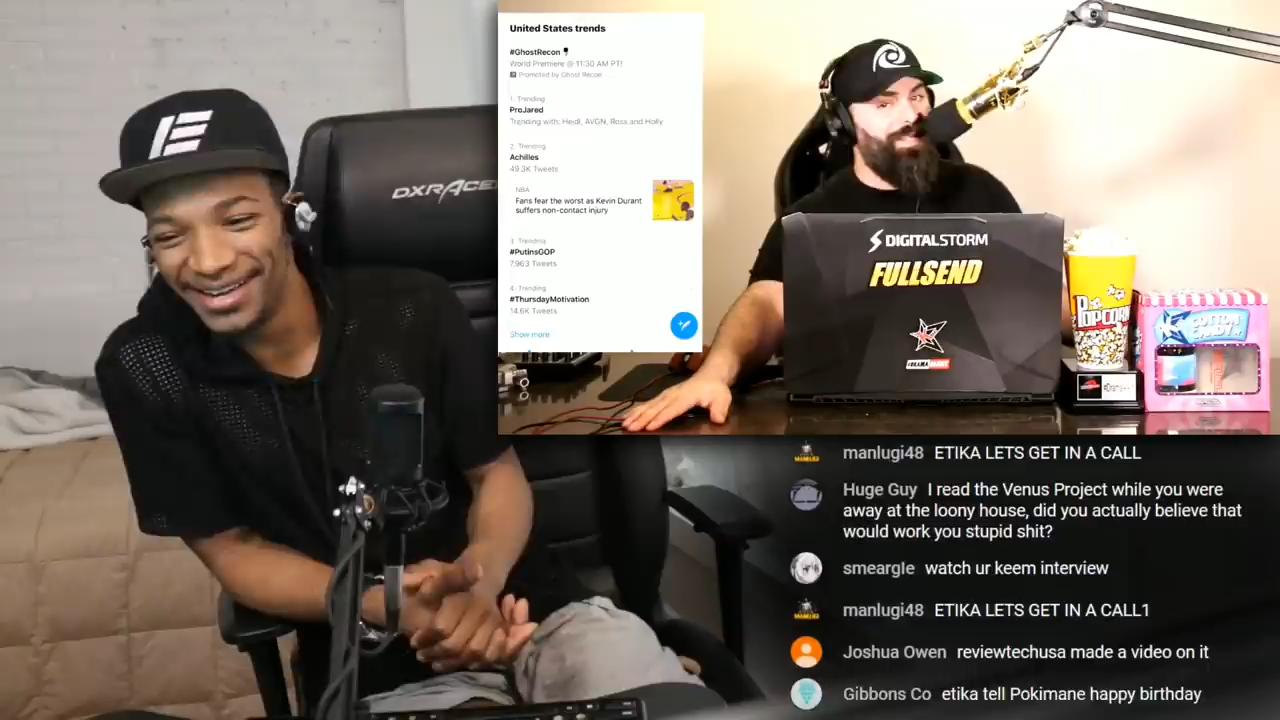 United States trends
#GhostRecon
World Premiere @ 11:30 AM PT!
Promoted by Ghost Recon
1. Trending
ProJared
Trending with: Heidi, AVGN, Ross and Holly
2. Trending
Achilles
49.3K Tweets
NBA
Fans fear the worst as Kevin Durant
suffers non-contact injury
3. Trending
#PutinsGOP
7,963 Tweets
4. Trending
#ThursdayMotivation
14.6K Tweets
Show more
DXRACE
DIGITALSTORM
FULLSEND
POPCORN
COTTON
CANDY
manlugi48 ETIKA LETS GET IN A CALL
Huge Guy I read the Venus Project while you were
away at the loony house, did you actually believe that
would work you stupid shit?
smeargle watch ur keem interview
manlugi48 ETIKA LETS GET IN A CALL1
Joshua Owen reviewtechusa made a video on it
Gibbons Co etika tell Pokimane happy birthday